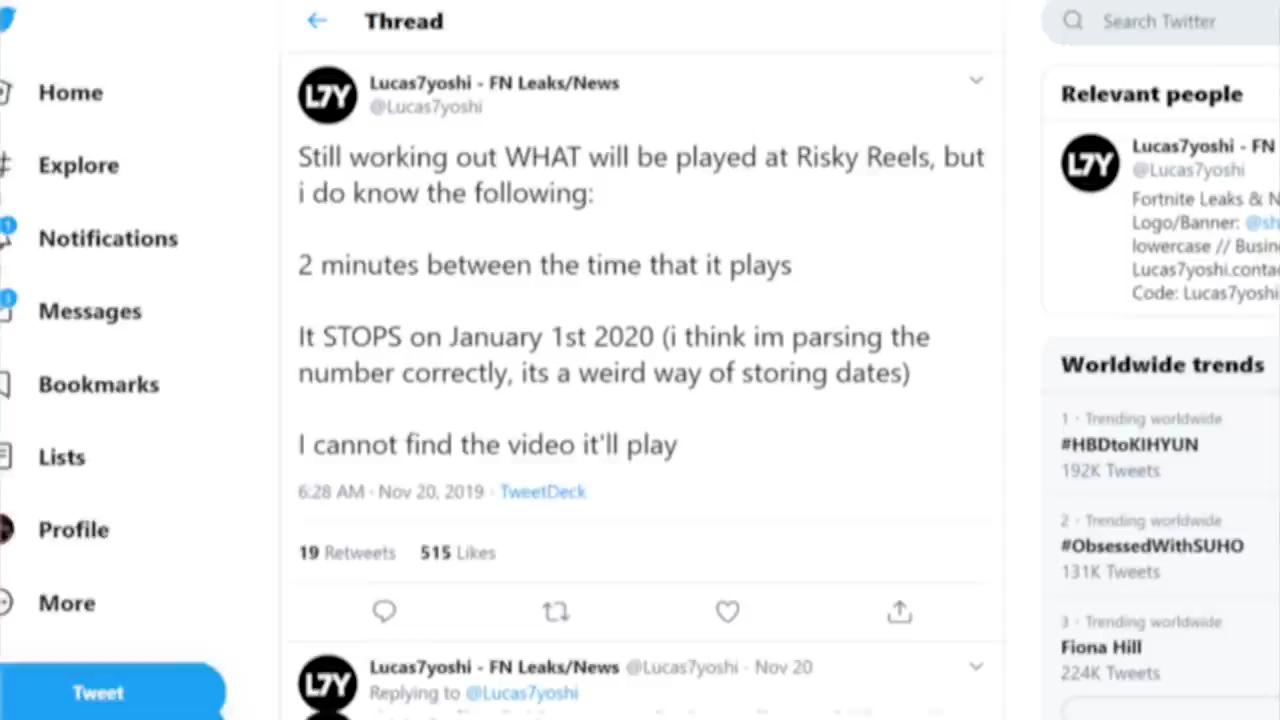 Thread
Search Twitter
Home
Explore
1
Notifications
Messages
Bookmarks
Lists
Profile
More
Tweet
L7Y
Lucas7yoshi - FN Leaks/News
@Lucas7yoshi
Still working out WHAT will be played at Risky Reels, but
i do know the following:
2 minutes between the time that it plays
It STOPS on January 1st 2020 (i think im parsing the
number correctly, its a weird way of storing dates)
I cannot find the video it'll play
6:28 AM · Nov 20, 2019 · TweetDeck
19 Retweets 515 Likes
L7Y
Lucas7yoshi - FN Leaks/News @Lucas7yoshi · Nov 20
Replying to @Lucas7yoshi
Relevant people
L7Y
Lucas7yoshi - FN
@Lucas7yoshi
Fortnite Leaks & N
Logo/Banner: @sh
lowercase // Busin
Lucas7yoshi.conta
Code: Lucas7yoshi
Worldwide trends
1 · Trending worldwide
#HBDtoKIHYUN
192K Tweets
2 · Trending worldwide
#ObsessedWithSUHO
131K Tweets
3 · Trending worldwide
Fiona Hill
224K Tweets